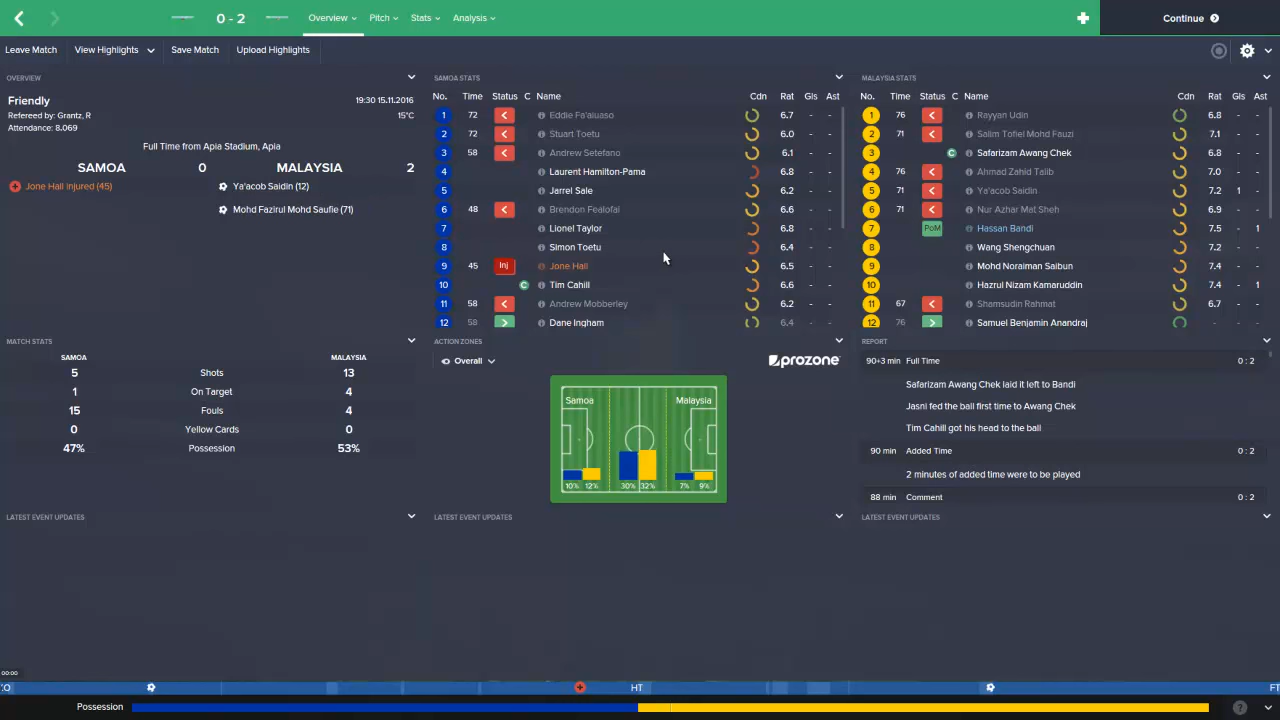 0 - 2
Overview
Pitch
Stats
Analysis
Continue
Leave Match
View Highlights
Save Match
Upload Highlights
OVERVIEW
Friendly
19:30 15.11.2016
Refereed by: Grantz, R
15°C
Attendance: 8,069
Full Time from Apia Stadium, Apia
SAMOA 0 MALAYSIA 2
Jone Hall injured (45)
Ya'acob Saidin (12)
Mohd Fazirul Mohd Saufie (71)
SAMOA STATS
No. Time Status C Name Cdn Rat Gls Ast
1 72 Eddie Fa'aluaso 6.7 - -
2 72 Stuart Toetu 6.0 - -
3 58 Andrew Setefano 6.1 - -
4 Laurent Hamilton-Pama 6.8 - -
5 Jarrel Sale 6.2 - -
6 48 Brendon Fealofai 6.6 - -
7 Lionel Taylor 6.8 - -
8 Simon Toetu 6.4 - -
9 45 Inj Jone Hall 6.5 - -
10 C Tim Cahill 6.6 - -
11 58 Andrew Mobberley 6.2 - -
12 58 Dane Ingham 6.4 - -
MALAYSIA STATS
No. Time Status C Name Cdn Rat Gls Ast
1 76 Rayyan Udin 6.8 - -
2 71 Salim Tofiel Mohd Fauzi 7.1 - -
3 C Safarizam Awang Chek 6.8 - -
4 76 Ahmad Zahid Talib 7.0 - -
5 71 Ya'acob Saidin 7.2 1 -
6 71 Nur Azhar Mat Sheh 6.9 - -
7 PoM Hassan Bandi 7.5 - 1
8 Wang Shengchuan 7.2 - -
9 Mohd Noraiman Saibun 7.4 - -
10 Hazrul Nizam Kamaruddin 7.4 - 1
11 67 Shamsudin Rahmat 6.7 - -
12 76 Samuel Benjamin Anandraj - - -
MATCH STATS
SAMOA MALAYSIA
5 Shots 13
1 On Target 4
15 Fouls 4
0 Yellow Cards 0
47% Possession 53%
ACTION ZONES
Overall
prozone
Samoa Malaysia
10% 12% 30% 32% 7% 9%
REPORT
90+3 min Full Time 0 : 2
Safarizam Awang Chek laid it left to Bandi
Jasni fed the ball first time to Awang Chek
Tim Cahill got his head to the ball
90 min Added Time 0 : 2
2 minutes of added time were to be played
88 min Comment 0 : 2
LATEST EVENT UPDATES
LATEST EVENT UPDATES
LATEST EVENT UPDATES
00:00
HT
FT
Possession